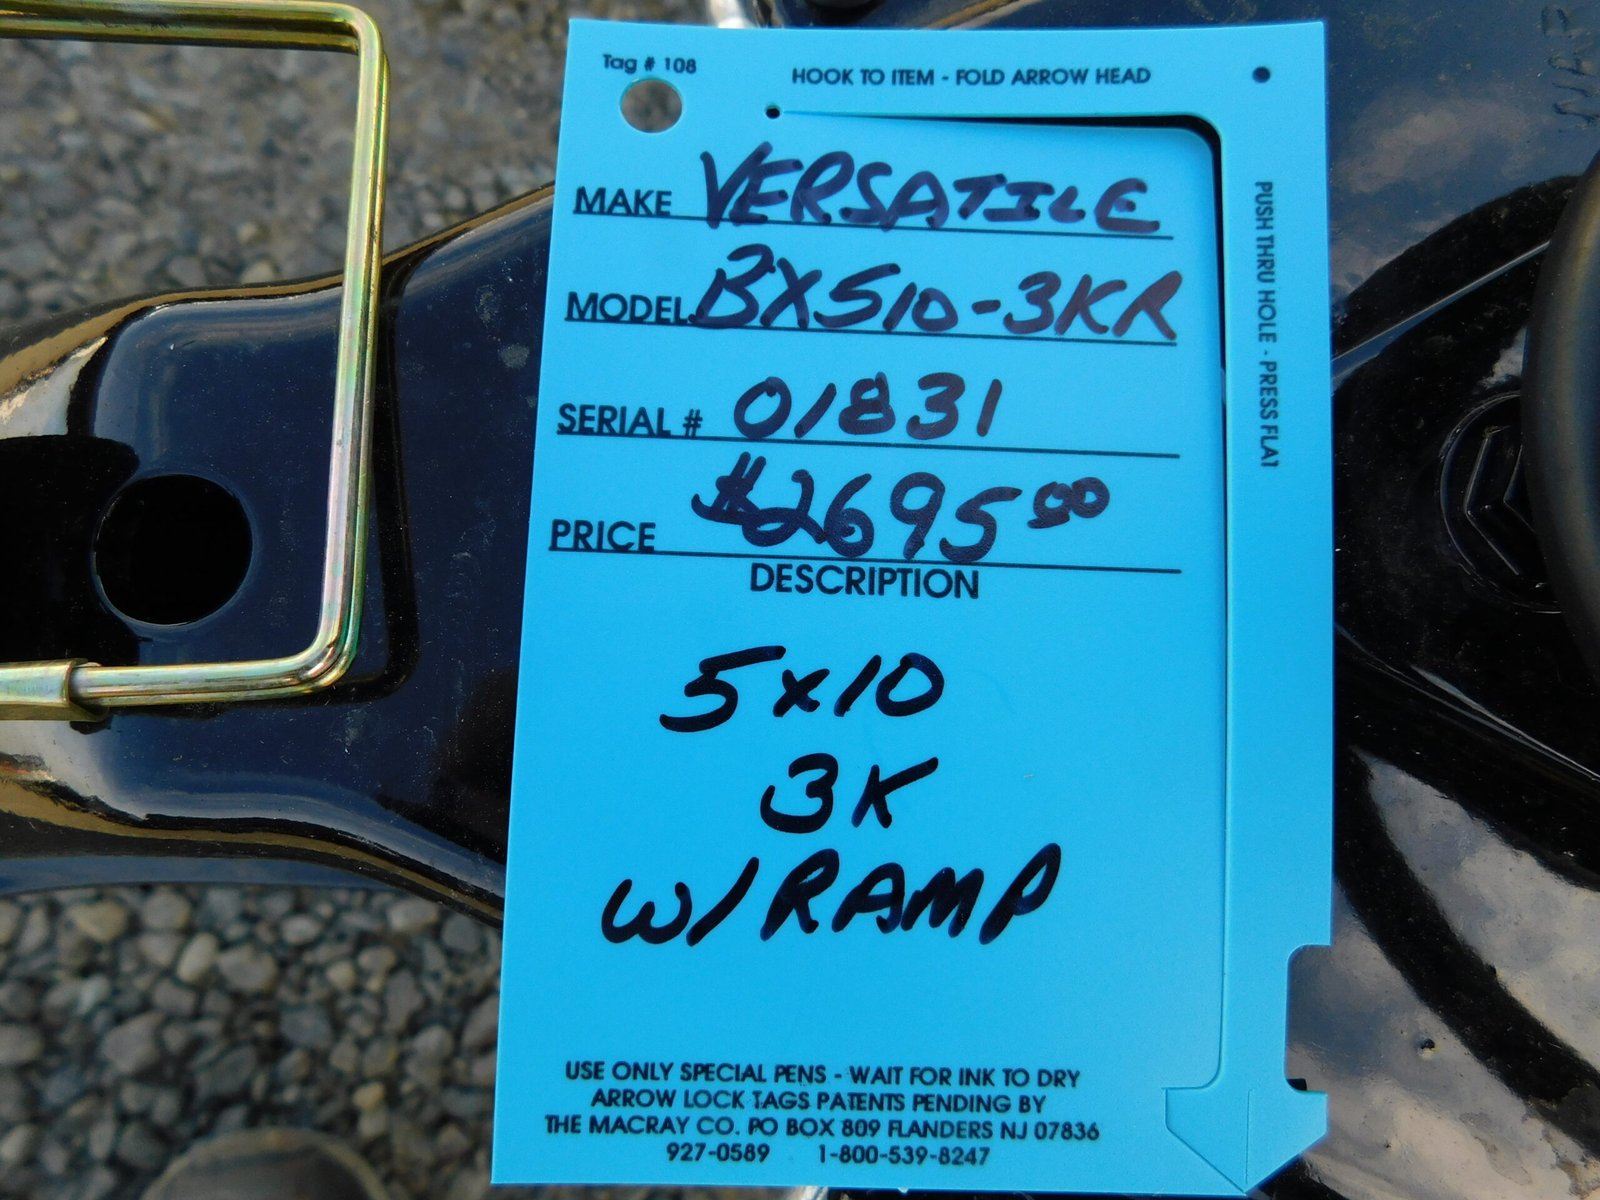 Tag # 108
HOOK TO ITEM - FOLD ARROW HEAD
MAKE VERSATILE
MODEL BXS10-3KR
SERIAL # 01831
PRICE $2695.00
DESCRIPTION
5x10
3K
W/RAMP
PUSH THRU HOLE - PRESS FLAT
USE ONLY SPECIAL PENS - WAIT FOR INK TO DRY
ARROW LOCK TAGS PATENTS PENDING BY
THE MACRAY CO. PO BOX 809 FLANDERS NJ 07836
927-0589 1-800-539-8247